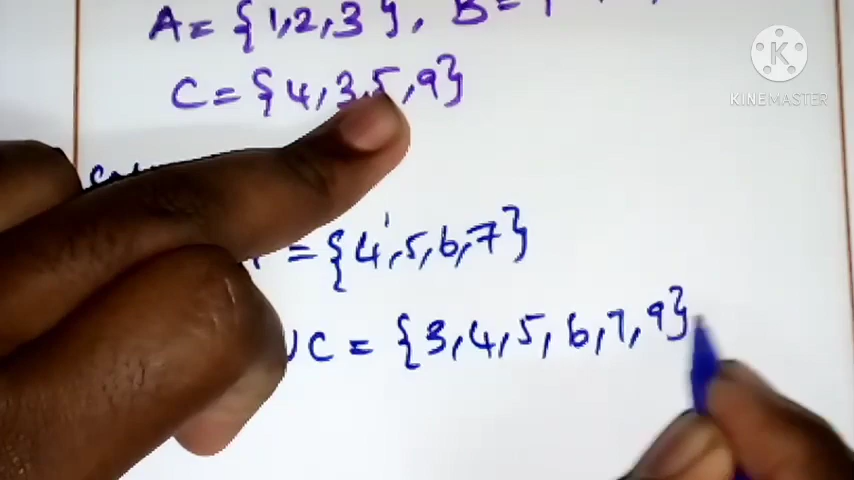 A = {1,2,3}, B =
C = {4,3,5,9}
= {4,5,6,7}
C = {3,4,5,6,7,9}
KINEMASTER